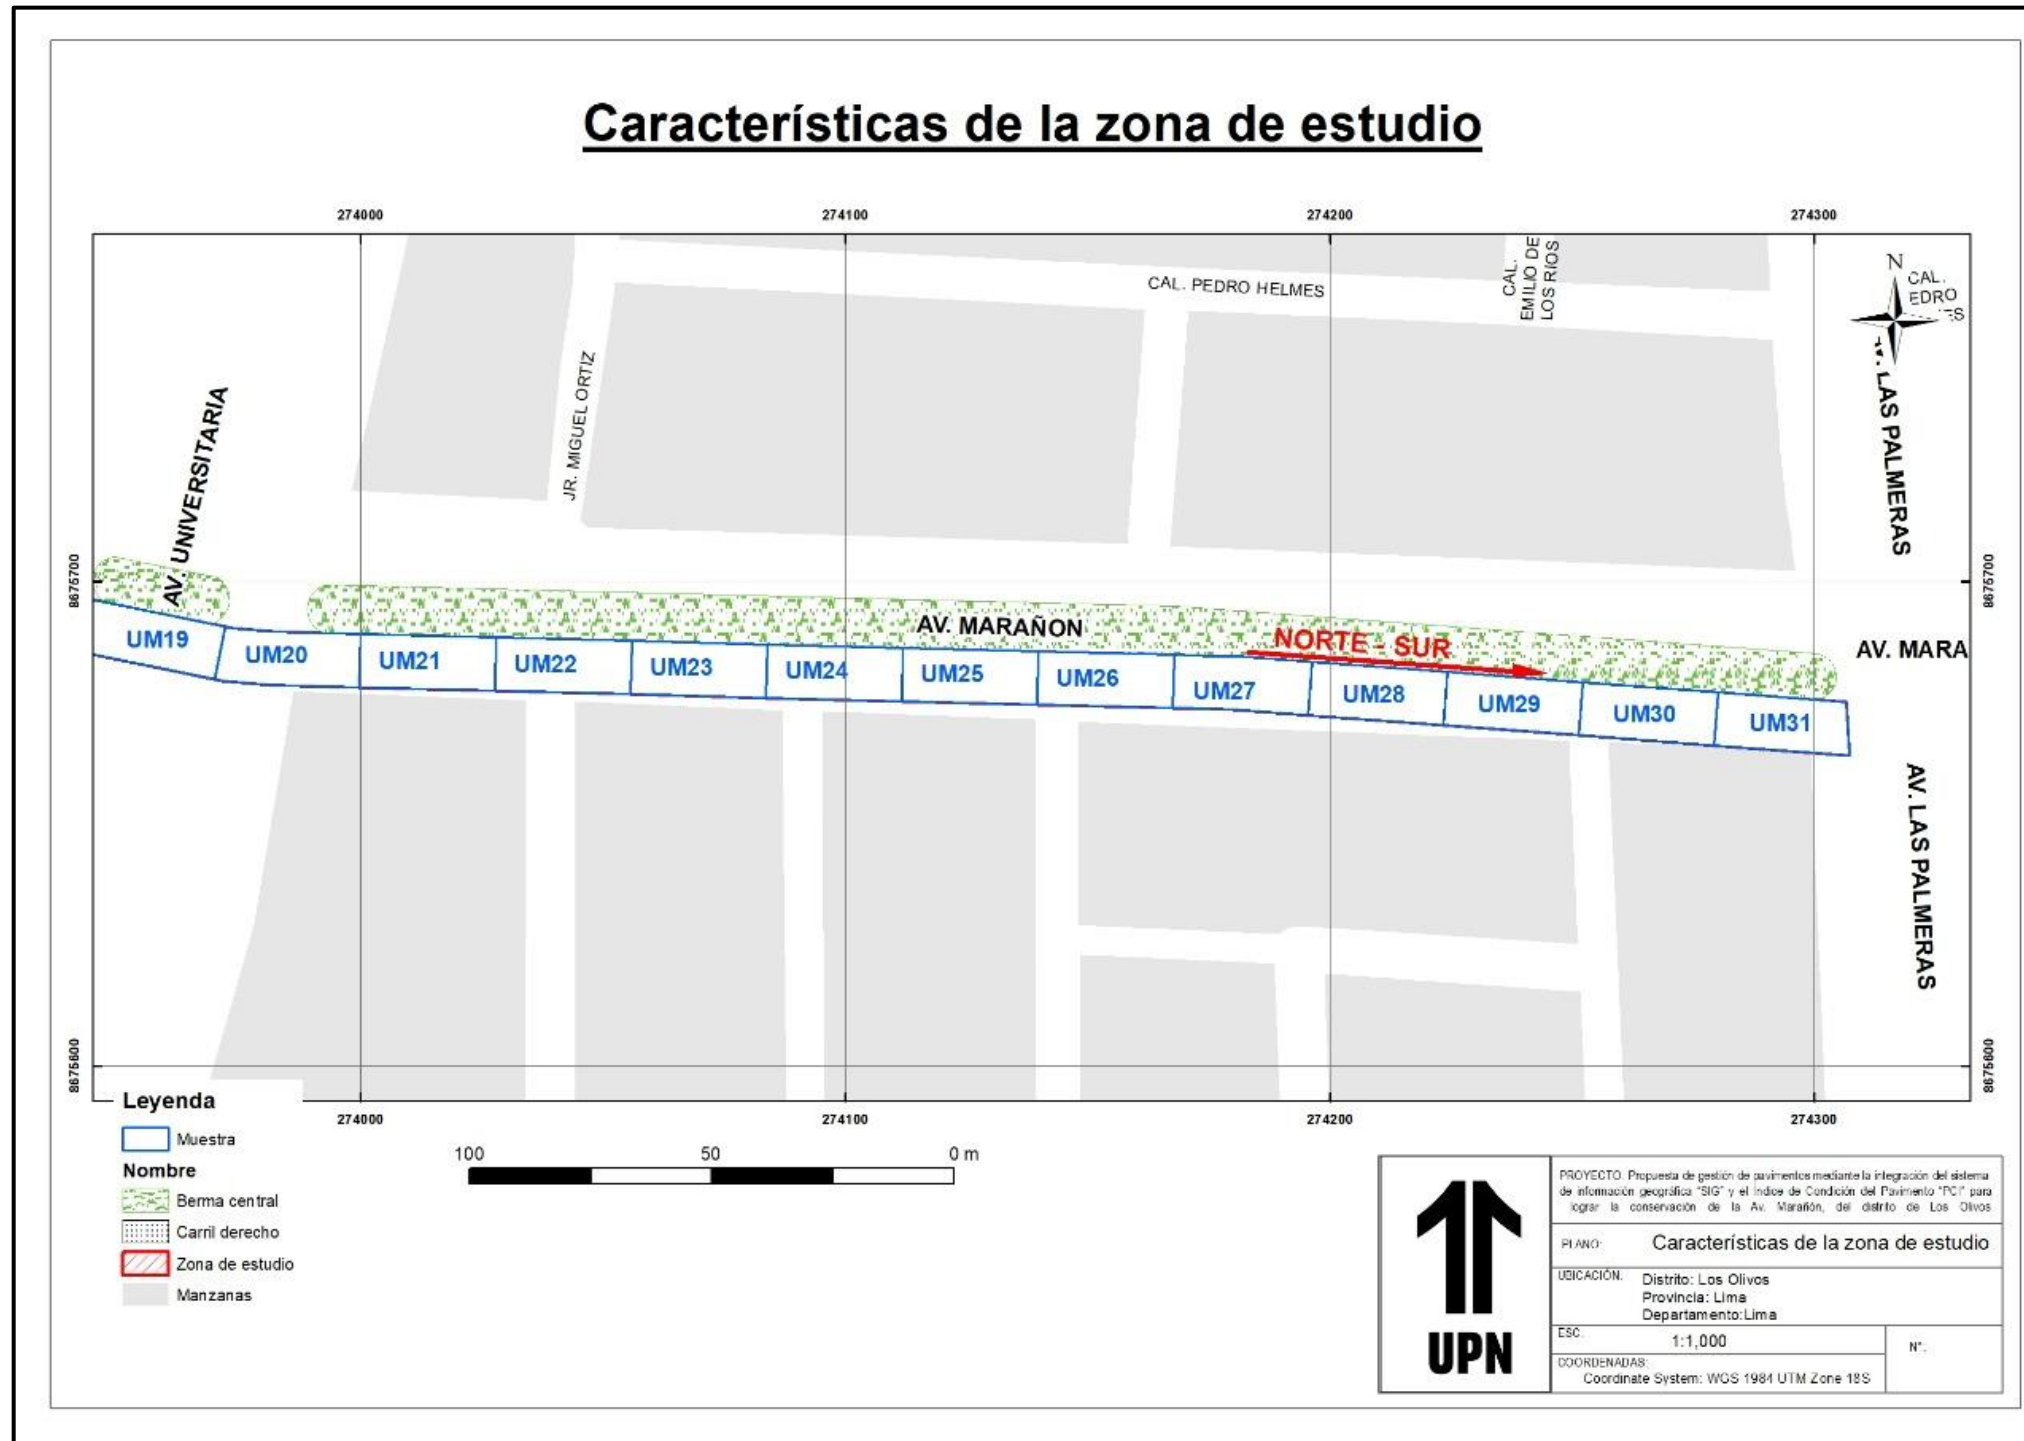 Características de la zona de estudio
274000
274100
274200
274300
CAL. PEDRO HELMES
CAL.
EMILIO DE
LOS RIOS
N
CAL.
EDRO
JR. MIGUEL ORTIZ
AV. UNIVERSITARIA
LAS PALMERAS
8675700
8675700
AV. MARAÑON
NORTE - SUR
AV. MARA
UM19
UM20
UM21
UM22
UM23
UM24
UM25
UM26
UM27
UM28
UM29
UM30
UM31
AV. LAS PALMERAS
8675600
8675600
274000
274100
274200
274300
Leyenda
Muestra
Nombre
Berma central
Carril derecho
Zona de estudio
Manzanas
100
50
0 m
UPN
PROYECTO: Propuesta de gestión de pavimentos mediante la integración del sistema
de información geográfica "SIG" y el Índice de Condición del Pavimento "PCI" para
lograr la conservación de la Av. Marañón, del distrito de Los Olivos
PLANO: Características de la zona de estudio
UBICACIÓN: Distrito: Los Olivos
Provincia: Lima
Departamento:Lima
ESC. 1:1,000
N°.
COORDENADAS:
Coordinate System: WGS 1984 UTM Zone 18S